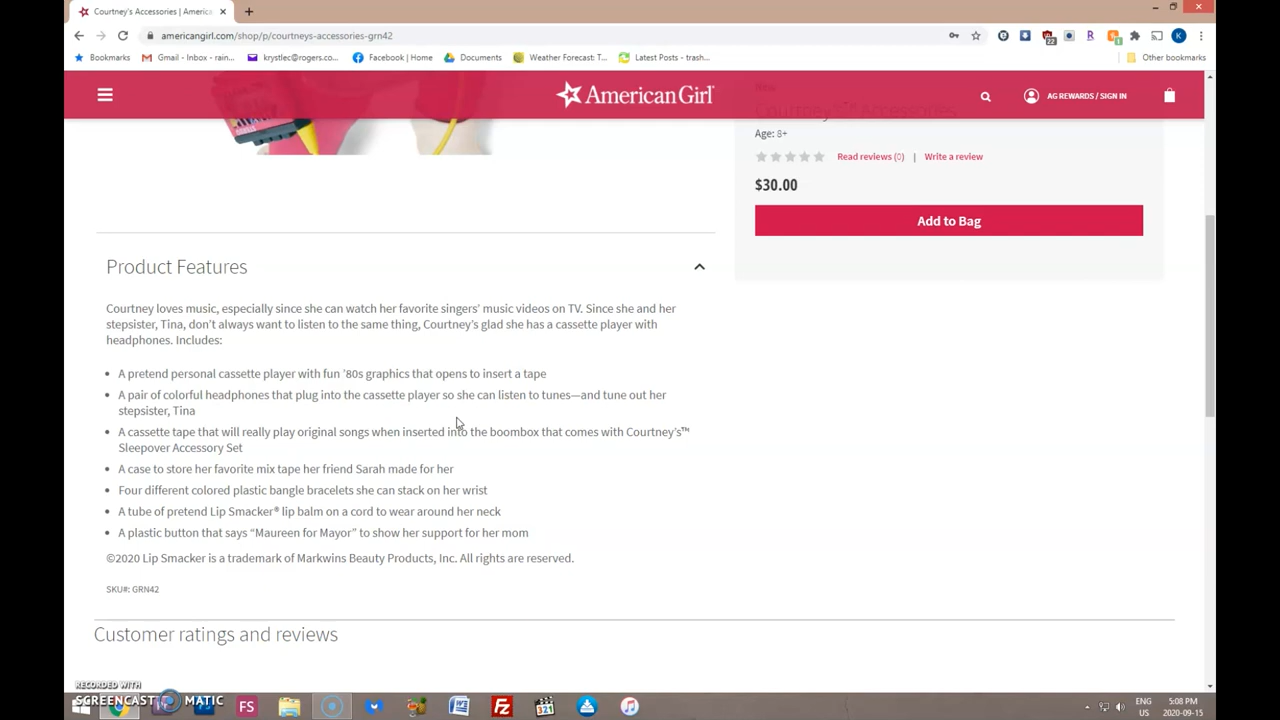 Courtney's Accessories | America
americangirl.com/shop/p/courtneys-accessories-grn42
22
K
1
Bookmarks
Gmail - Inbox - rain...
krystlec@rogers.co...
Facebook | Home
Documents
Weather Forecast: T...
Latest Posts - trash...
Other bookmarks
AmericanGirl
AG REWARDS / SIGN IN
Courtney's™ Accessories
Age: 8+
Read reviews (0) | Write a review
$30.00
Add to Bag
Product Features
Courtney loves music, especially since she can watch her favorite singers' music videos on TV. Since she and her
stepsister, Tina, don't always want to listen to the same thing, Courtney's glad she has a cassette player with
headphones. Includes:
• A pretend personal cassette player with fun '80s graphics that opens to insert a tape
• A pair of colorful headphones that plug into the cassette player so she can listen to tunes—and tune out her
stepsister, Tina
• A cassette tape that will really play original songs when inserted into the boombox that comes with Courtney's™
Sleepover Accessory Set
• A case to store her favorite mix tape her friend Sarah made for her
• Four different colored plastic bangle bracelets she can stack on her wrist
• A tube of pretend Lip Smacker® lip balm on a cord to wear around her neck
• A plastic button that says “Maureen for Mayor” to show her support for her mom
©2020 Lip Smacker is a trademark of Markwins Beauty Products, Inc. All rights are reserved.
SKU#: GRN42
Customer ratings and reviews
RECORDED WITH
SCREENCAST MATIC
FS
321
ENG
US
5:08 PM
2020-09-15